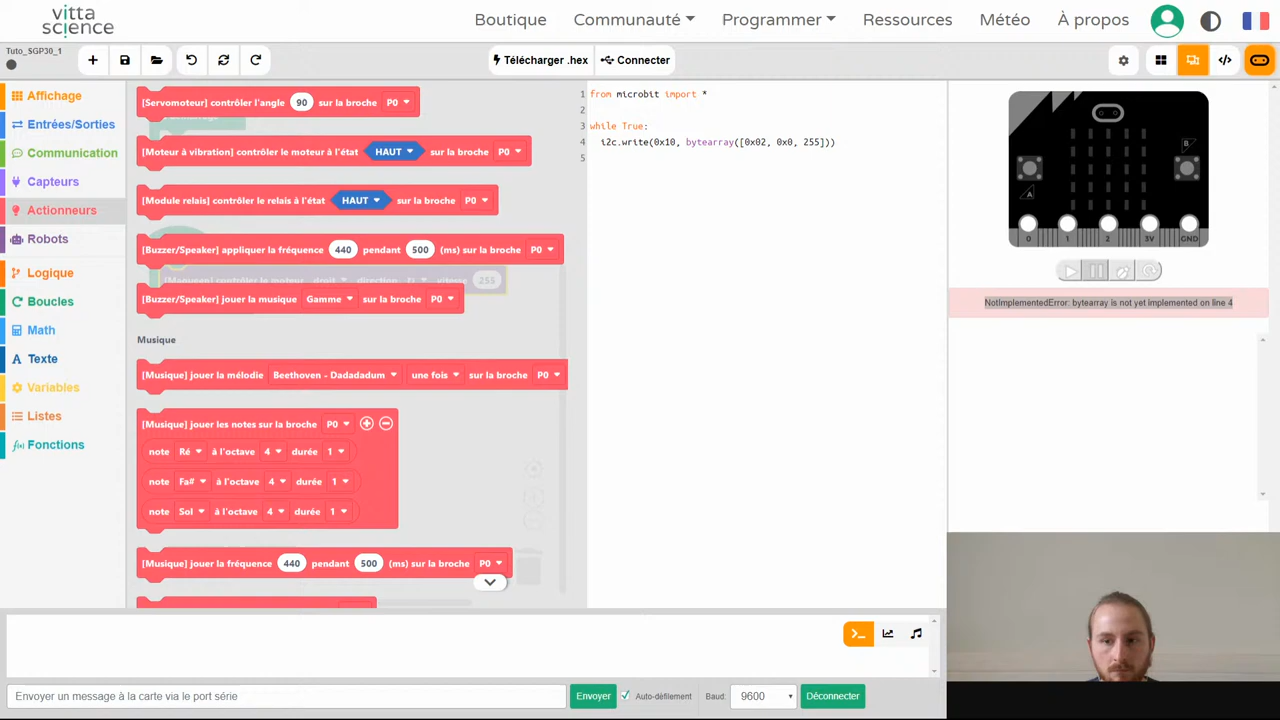 vitta
science
Boutique
Communauté
Programmer
Ressources
Météo
À propos
Tuto_SGP30_1
Télécharger .hex
Connecter
Affichage
Entrées/Sorties
Communication
Capteurs
Actionneurs
Robots
Logique
Boucles
Math
A Texte
Variables
Listes
f(x) Fonctions
[Servomoteur] contrôler l'angle 90 sur la broche P0
[Moteur à vibration] contrôler le moteur à l'état HAUT sur la broche P0
[Module relais] contrôler le relais à l'état HAUT sur la broche P0
[Buzzer/Speaker] appliquer la fréquence 440 pendant 500 (ms) sur la broche P0
[Maqueen] contrôler le moteur droit direction vitesse 255
[Buzzer/Speaker] jouer la musique Gamme sur la broche P0
Musique
[Musique] jouer la mélodie Beethoven - Dadadadum une fois sur la broche P0
[Musique] jouer les notes sur la broche P0
note Ré à l'octave 4 durée 1
note Fa# à l'octave 4 durée 1
note Sol à l'octave 4 durée 1
[Musique] jouer la fréquence 440 pendant 500 (ms) sur la broche P0
1 from microbit import *
2
3 while True:
4 i2c.write(0x10, bytearray([0x02, 0x0, 255]))
5
A
B
0 1 2 3V GND
NotImplementedError: bytearray is not yet implemented on line 4
Envoyer un message à la carte via le port série
Envoyer
Auto-défilement
Baud:
9600
Déconnecter